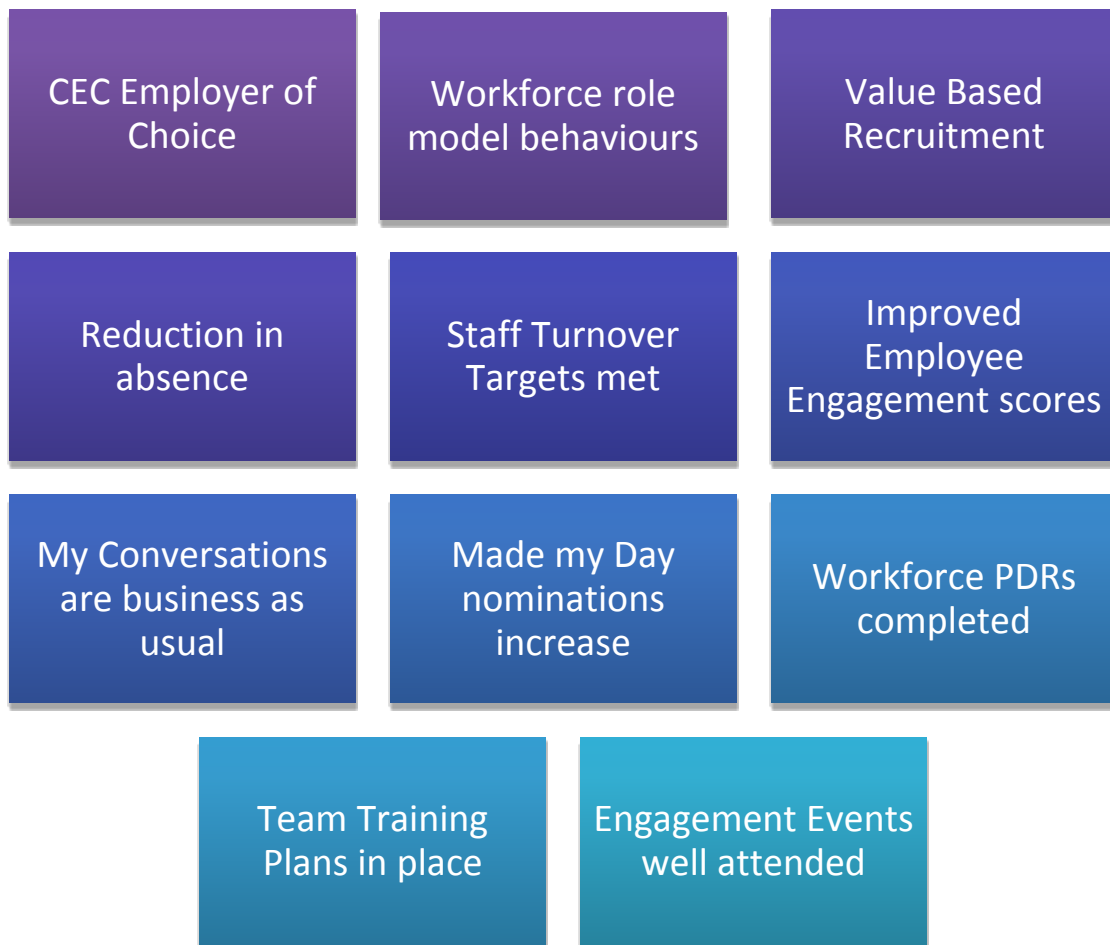 CEC Employer of
Choice
Workforce role
model behaviours
Value Based
Recruitment
Reduction in
absence
Staff Turnover
Targets met
Improved
Employee
Engagement scores
My Conversations
are business as
usual
Made my Day
nominations
increase
Workforce PDRs
completed
Team Training
Plans in place
Engagement Events
well attended